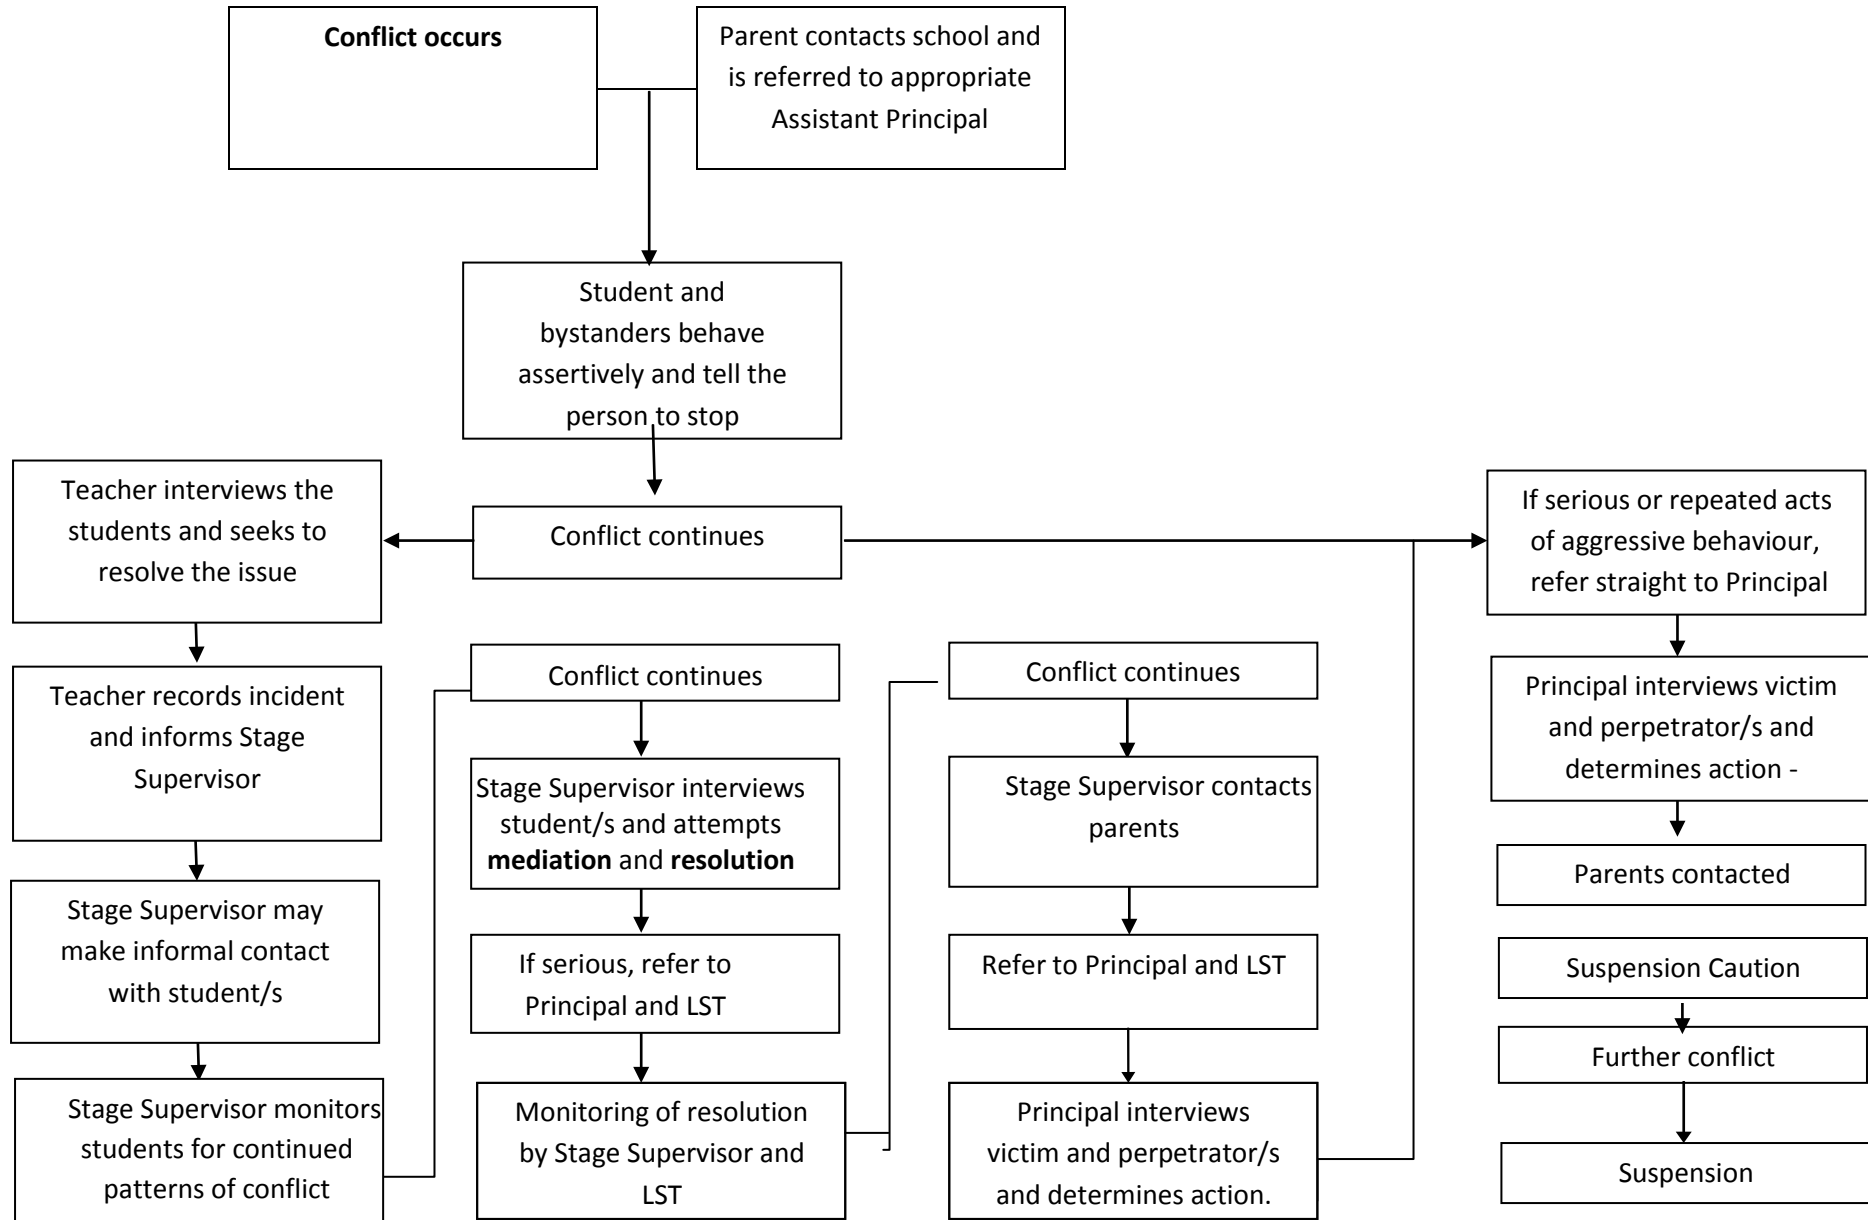 Conflict occurs
Parent contacts school and
is referred to appropriate
Assistant Principal
Student and
bystanders behave
assertively and tell the
person to stop
Conflict continues
Teacher interviews the
students and seeks to
resolve the issue
Teacher records incident
and informs Stage
Supervisor
Stage Supervisor may
make informal contact
with student/s
Stage Supervisor monitors
students for continued
patterns of conflict
Conflict continues
Stage Supervisor interviews
student/s and attempts
mediation and resolution
If serious, refer to
Principal and LST
Monitoring of resolution
by Stage Supervisor and
LST
Conflict continues
Stage Supervisor contacts
parents
Refer to Principal and LST
Principal interviews
victim and perpetrator/s
and determines action.
If serious or repeated acts
of aggressive behaviour,
refer straight to Principal
Principal interviews victim
and perpetrator/s and
determines action -
Parents contacted
Suspension Caution
Further conflict
Suspension